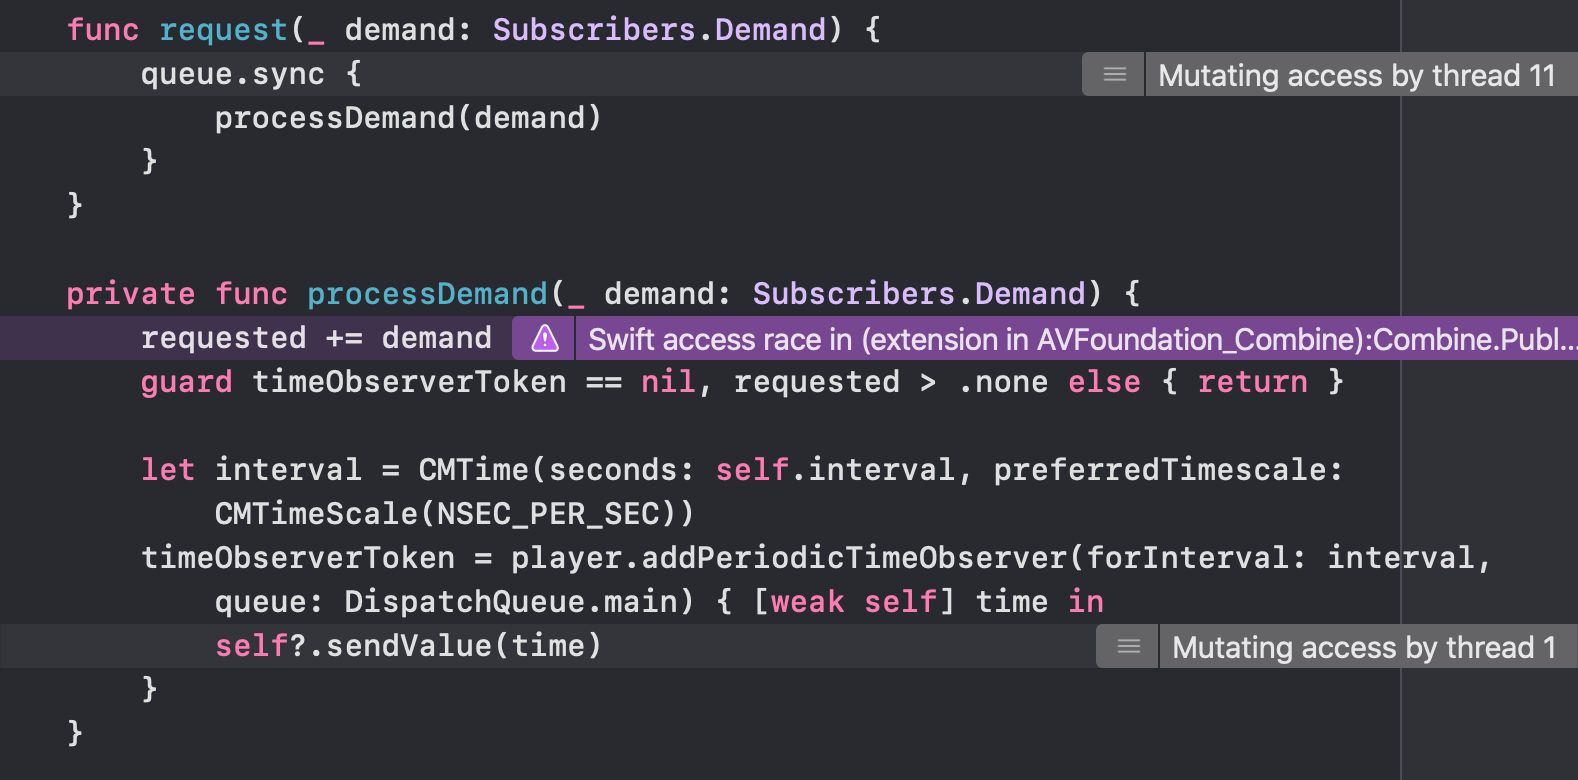 func request(_ demand: Subscribers.Demand) {
queue.sync { Mutating access by thread 11
processDemand(demand)
}
}
private func processDemand(_ demand: Subscribers.Demand) {
requested += demand Swift access race in (extension in AVFoundation_Combine):Combine.Publ...
guard timeObserverToken == nil, requested > .none else { return }
let interval = CMTime(seconds: self.interval, preferredTimescale:
CMTimeScale(NSEC_PER_SEC))
timeObserverToken = player.addPeriodicTimeObserver(forInterval: interval,
queue: DispatchQueue.main) { [weak self] time in
self?.sendValue(time) Mutating access by thread 1
}
}